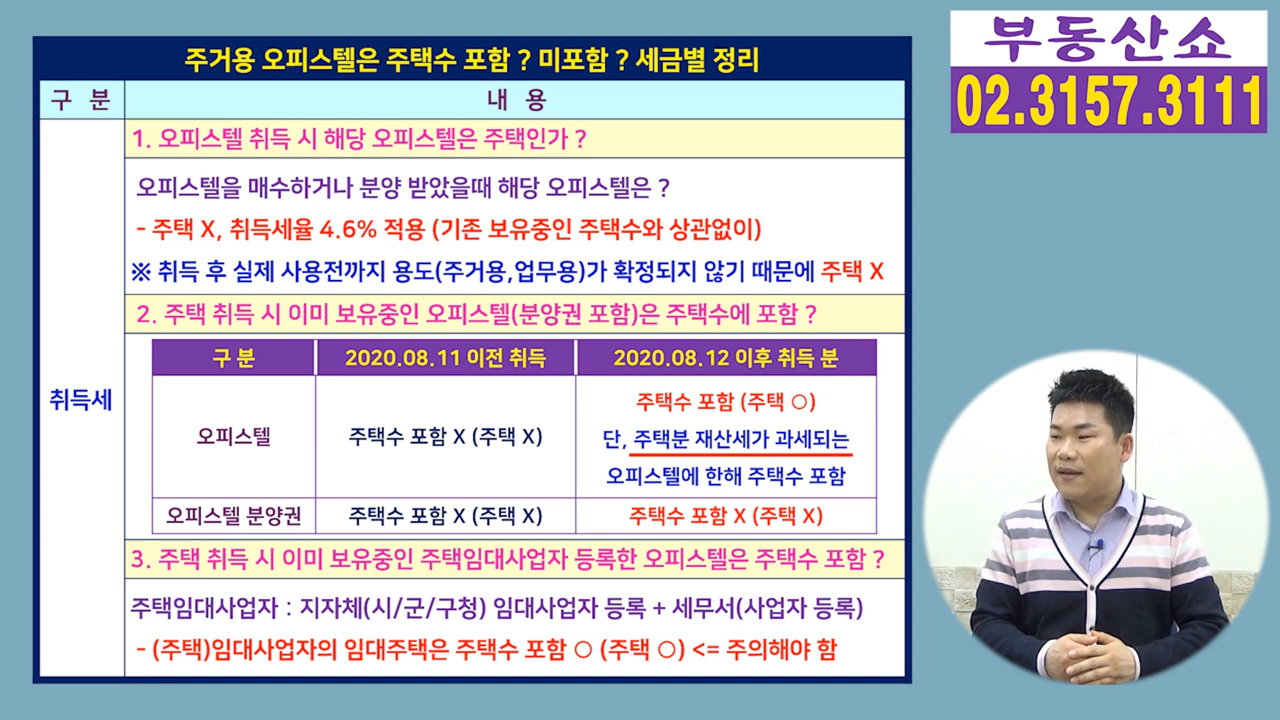 부동산쇼
02.3157.3111
주거용 오피스텔은 주택수 포함 ? 미포함 ? 세금별 정리
구 분
내 용
취득세
1. 오피스텔 취득 시 해당 오피스텔은 주택인가 ?
오피스텔을 매수하거나 분양 받았을때 해당 오피스텔은 ?
- 주택 X, 취득세율 4.6% 적용 (기존 보유중인 주택수와 상관없이)
※ 취득 후 실제 사용전까지 용도(주거용,업무용)가 확정되지 않기 때문에 주택 X
2. 주택 취득 시 이미 보유중인 오피스텔(분양권 포함)은 주택수에 포함 ?
구 분
2020.08.11 이전 취득
2020.08.12 이후 취득 분
오피스텔
주택수 포함 X (주택 X)
주택수 포함 (주택 ○)
단, 주택분 재산세가 과세되는
오피스텔에 한해 주택수 포함
오피스텔 분양권
주택수 포함 X (주택 X)
주택수 포함 X (주택 X)
3. 주택 취득 시 이미 보유중인 주택임대사업자 등록한 오피스텔은 주택수 포함 ?
주택임대사업자 : 지자체(시/군/구청) 임대사업자 등록 + 세무서(사업자 등록)
- (주택)임대사업자의 임대주택은 주택수 포함 ○ (주택 ○) <= 주의해야 함